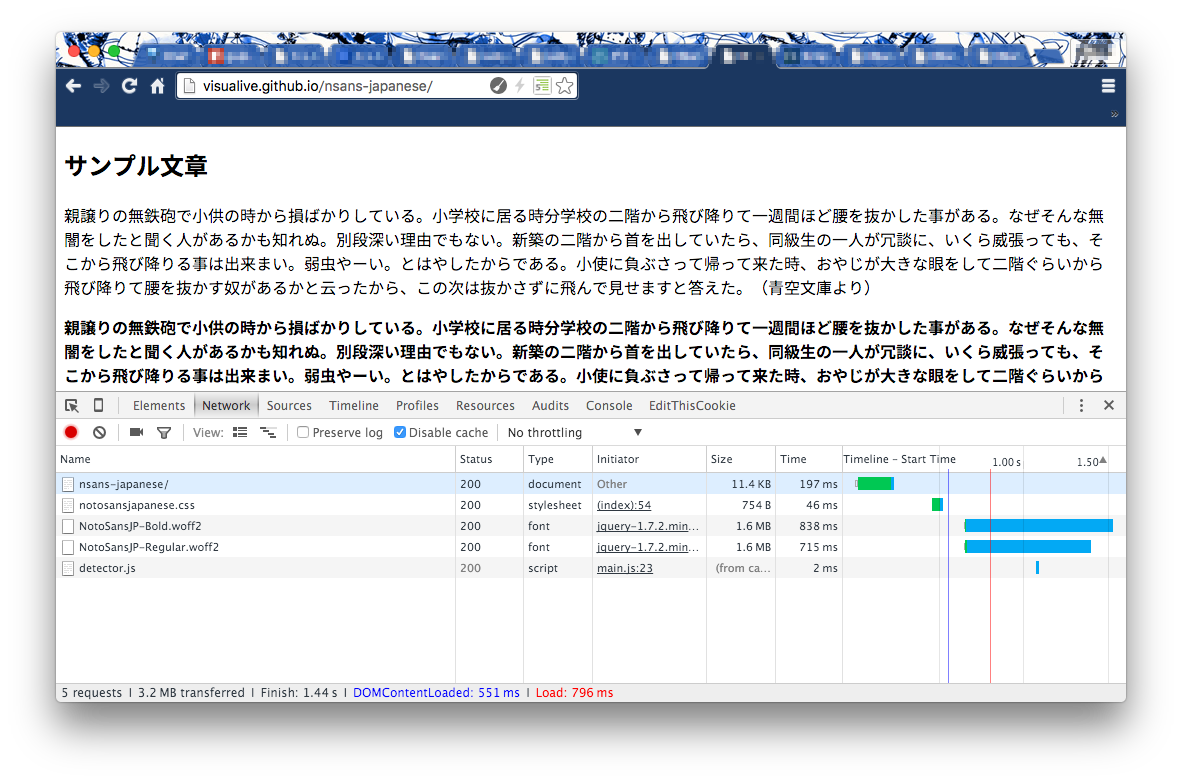 visualive.github.io/nsans-japanese/
サンプル文章
親譲りの無鉄砲で小供の時から損ばかりしている。小学校に居る時分学校の二階から飛び降りて一週間ほど腰を抜かした事がある。なぜそんな無
闇をしたと聞く人があるかも知れぬ。別段深い理由でもない。新築の二階から首を出していたら、同級生の一人が冗談に、いくら威張っても、そ
こから飛び降りる事は出来まい。弱虫やーい。とはやしたからである。小使に負ぶさって帰って来た時、おやじが大きな眼をして二階ぐらいから
飛び降りて腰を抜かす奴があるかと云ったから、この次は抜かさずに飛んで見せますと答えた。（青空文庫より）
親譲りの無鉄砲で小供の時から損ばかりしている。小学校に居る時分学校の二階から飛び降りて一週間ほど腰を抜かした事がある。なぜそんな無
闇をしたと聞く人があるかも知れぬ。別段深い理由でもない。新築の二階から首を出していたら、同級生の一人が冗談に、いくら威張っても、そ
こから飛び降りる事は出来まい。弱虫やーい。とはやしたからである。小使に負ぶさって帰って来た時、おやじが大きな眼をして二階ぐらいから
Elements Network Sources Timeline Profiles Resources Audits Console EditThisCookie
View: Preserve log Disable cache No throttling
Name Status Type Initiator Size Time Timeline – Start Time 1.00 s 1.50
nsans-japanese/ 200 document Other 11.4 KB 197 ms
notosansjapanese.css 200 stylesheet (index):54 754 B 46 ms
NotoSansJP-Bold.woff2 200 font jquery-1.7.2.min... 1.6 MB 838 ms
NotoSansJP-Regular.woff2 200 font jquery-1.7.2.min... 1.6 MB 715 ms
detector.js 200 script main.js:23 (from ca... 2 ms
5 requests | 3.2 MB transferred | Finish: 1.44 s | DOMContentLoaded: 551 ms | Load: 796 ms